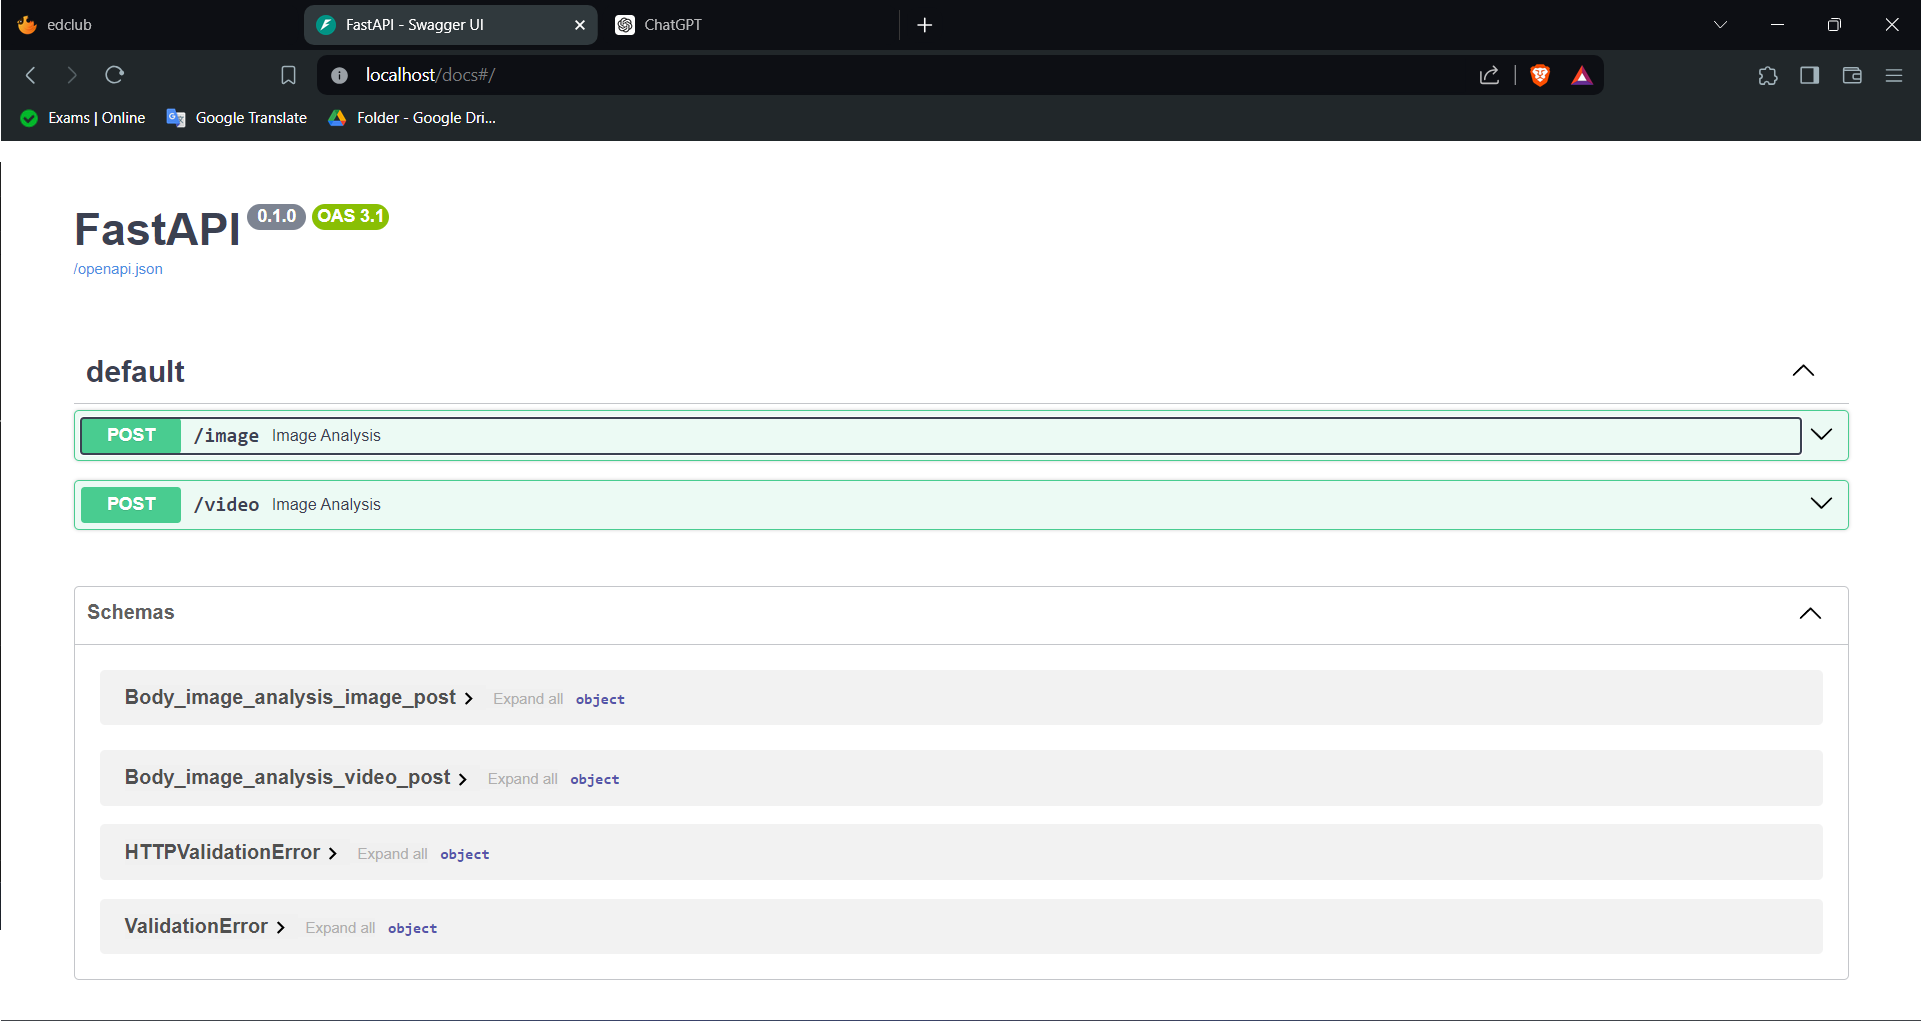 edclub
FastAPI - Swagger UI
ChatGPT
localhost/docs#/
Exams | Online
Google Translate
Folder - Google Dri...
FastAPI 0.1.0 OAS 3.1
/openapi.json
default
POST /image Image Analysis
POST /video Image Analysis
Schemas
Body_image_analysis_image_post Expand all object
Body_image_analysis_video_post Expand all object
HTTPValidationError Expand all object
ValidationError Expand all object